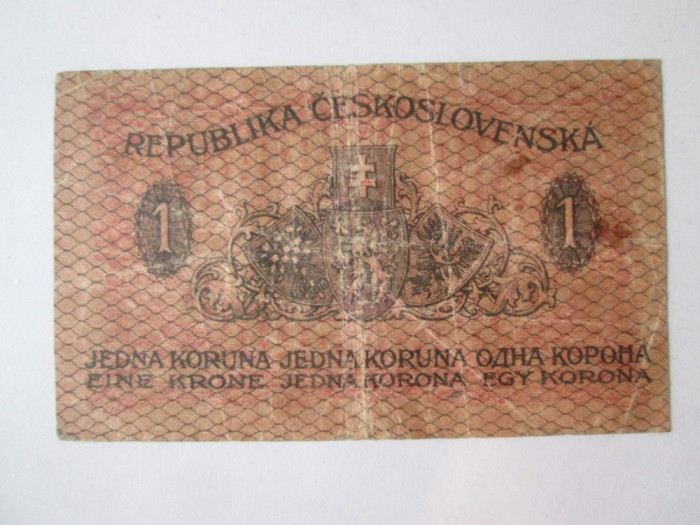 REPUBLIKA ČESKOSLOVENSKÁ
1 1
JEDNA KORUNA JEDNA KORUNA ОДНА КОРОНА
EINE KRONE JEDNA KORONA EGY KORONA